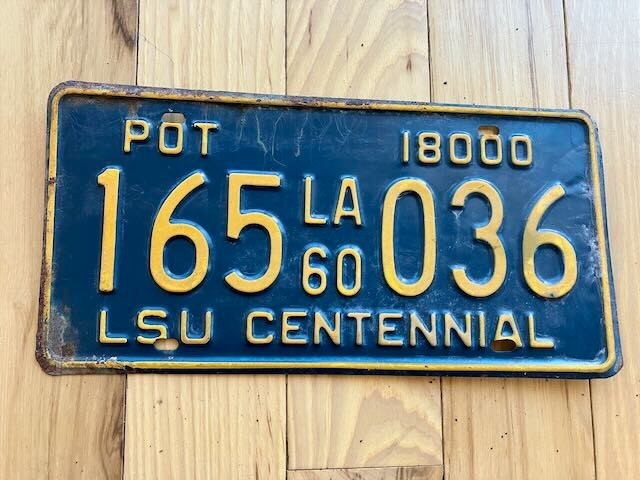 POT 18000
165 LA 60 036
LSU CENTENNIAL